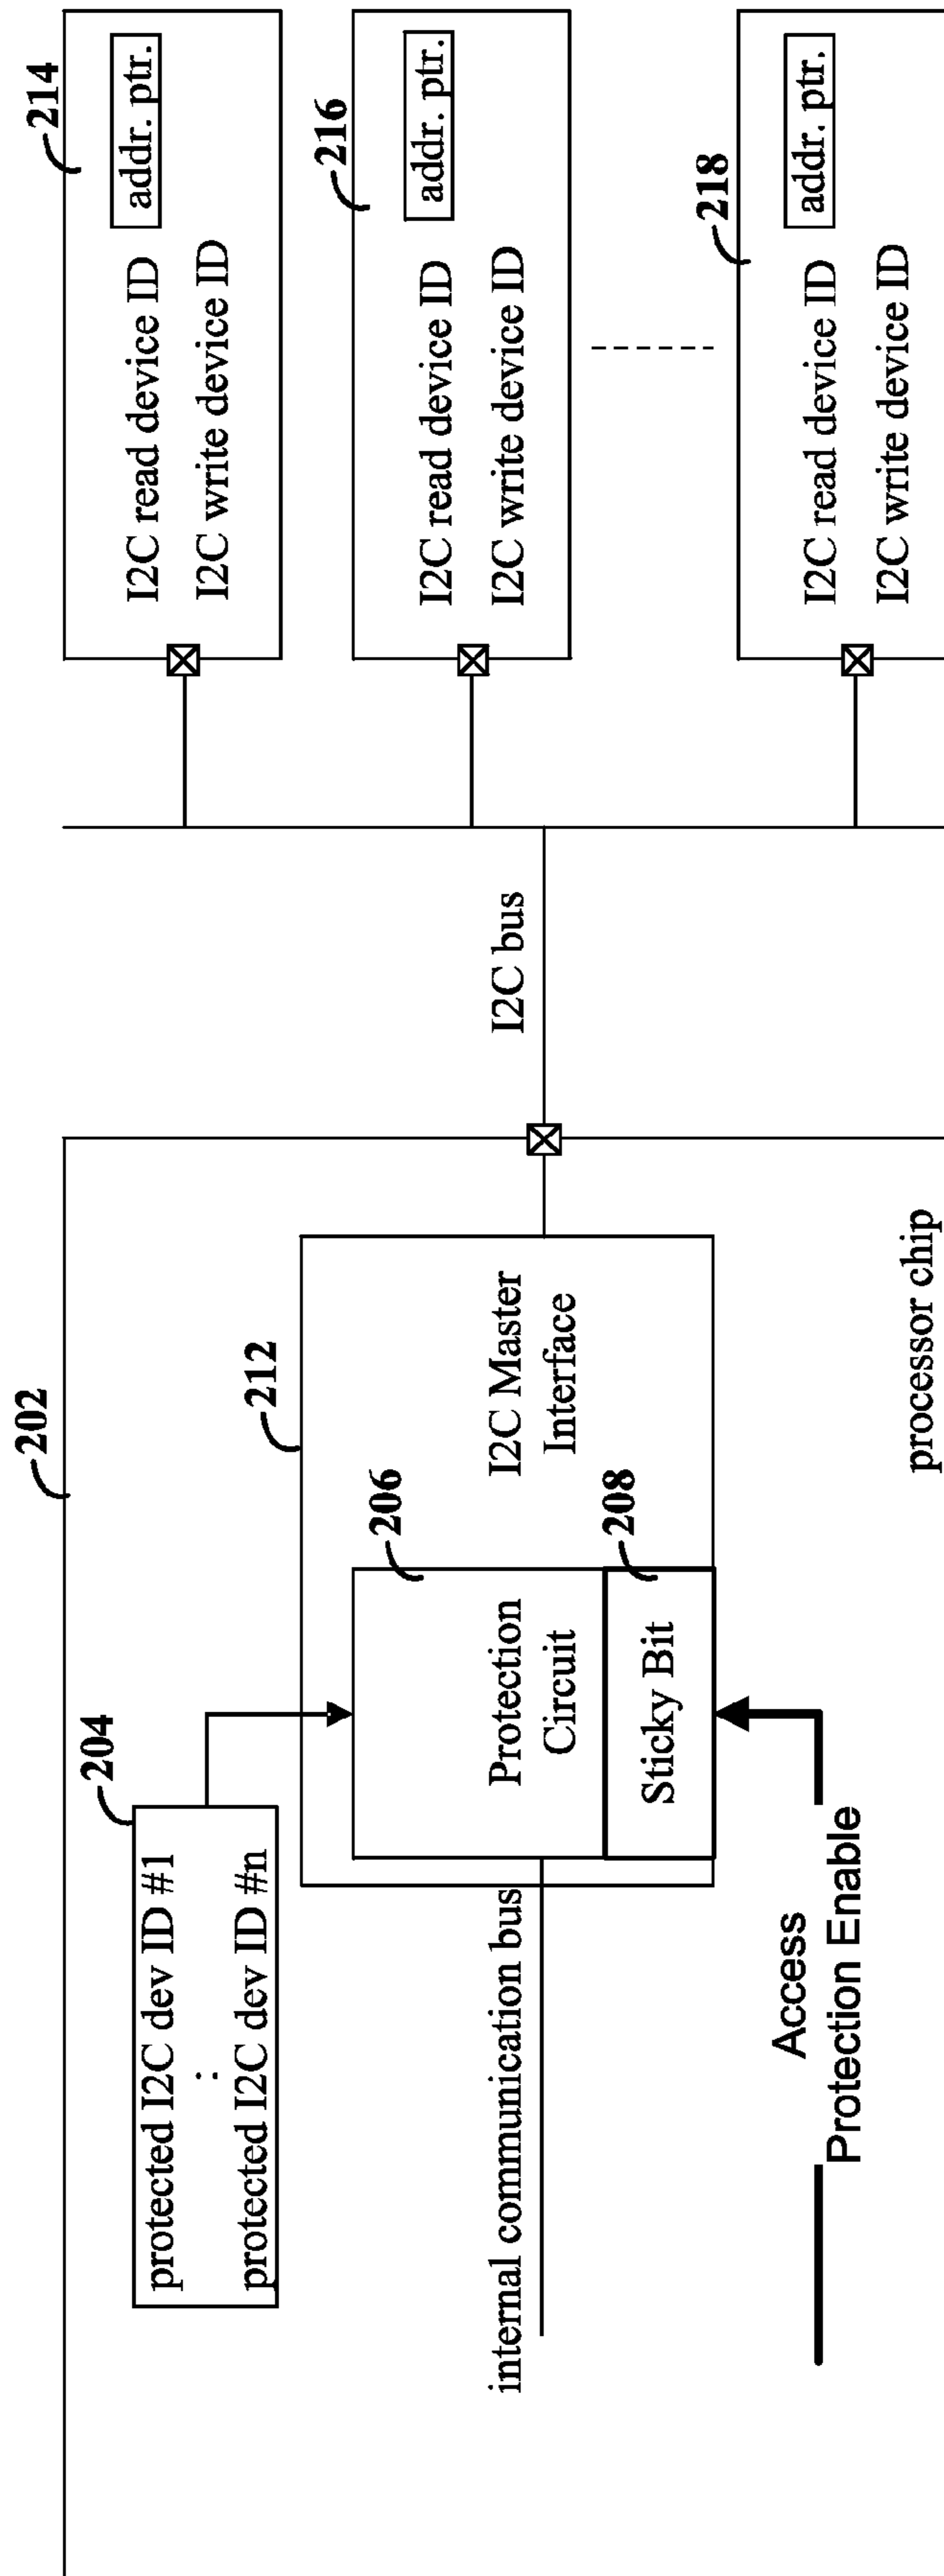 202
204
protected I2C dev ID #1
:
protected I2C dev ID #n
212
206
Protection
Circuit
208
Sticky Bit
I2C Master
Interface
internal communication bus
Access
Protection Enable
processor chip
I2C bus
214
I2C read device ID
I2C write device ID
addr. ptr.
216
I2C read device ID
I2C write device ID
addr. ptr.
218
I2C read device ID
I2C write device ID
addr. ptr.